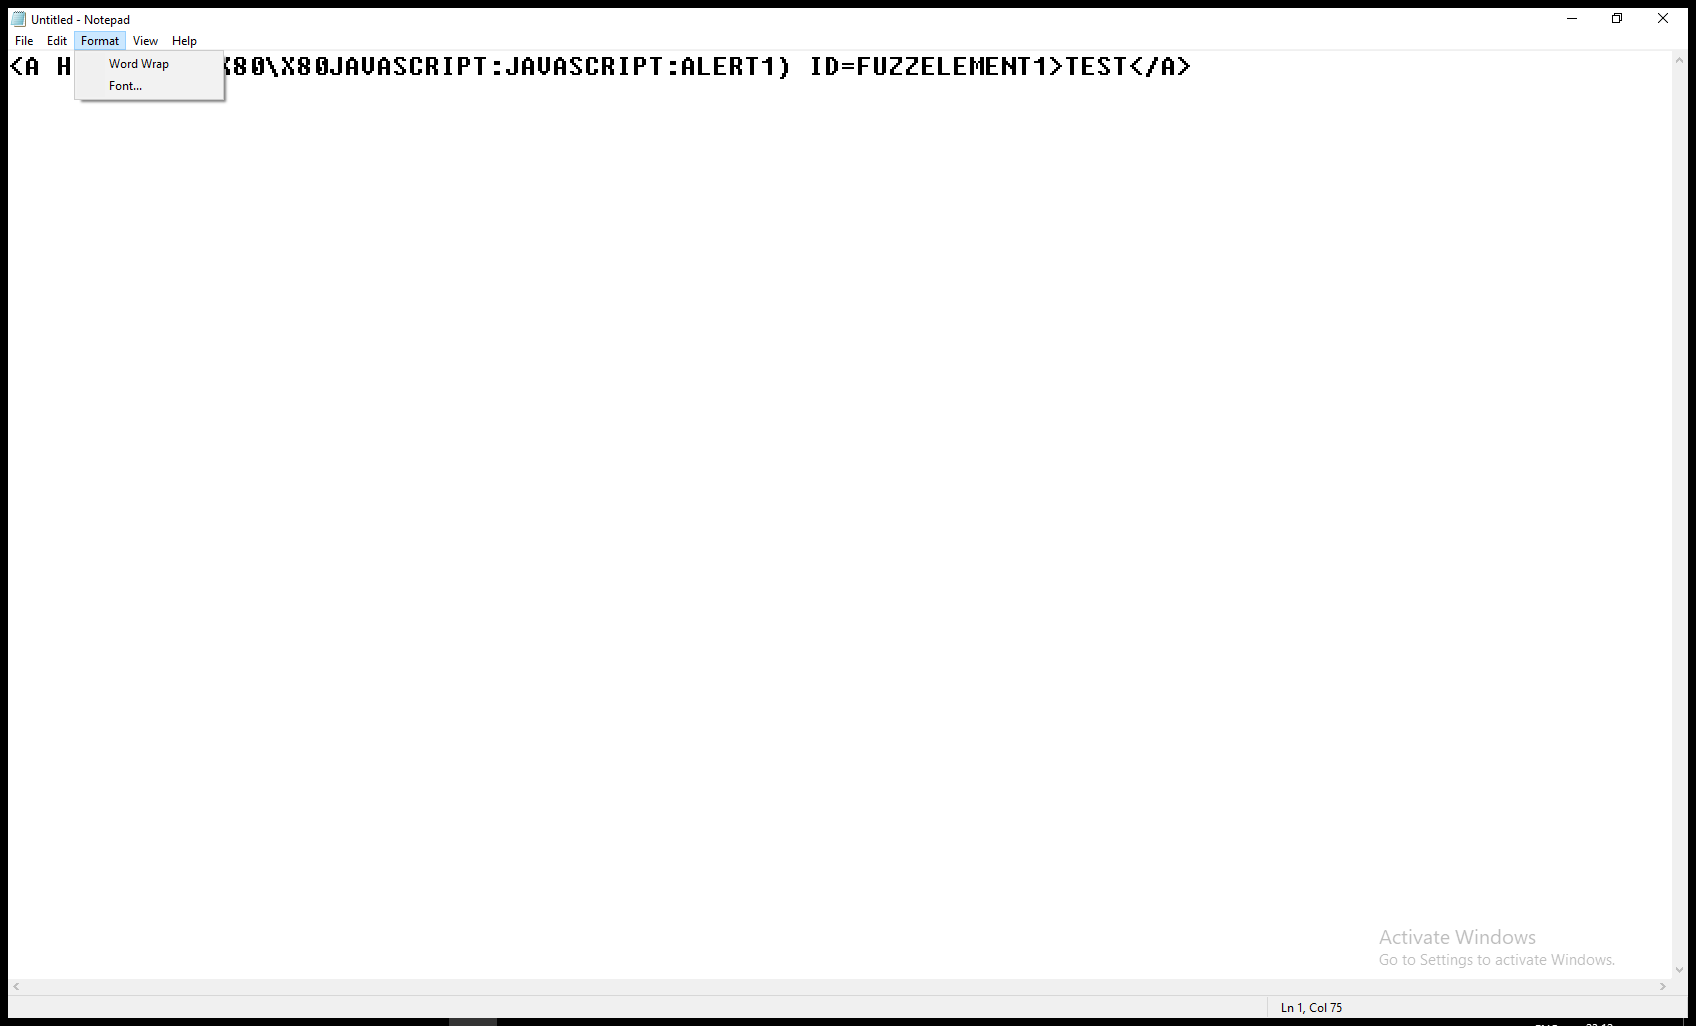 Untitled - Notepad
File Edit Format View Help
<A H X80\X80JAVASCRIPT:JAVASCRIPT:ALERT1) ID=FUZZELEMENT1>TEST</A>
Word Wrap
Font...
Activate Windows
Go to Settings to activate Windows.
Ln 1, Col 75